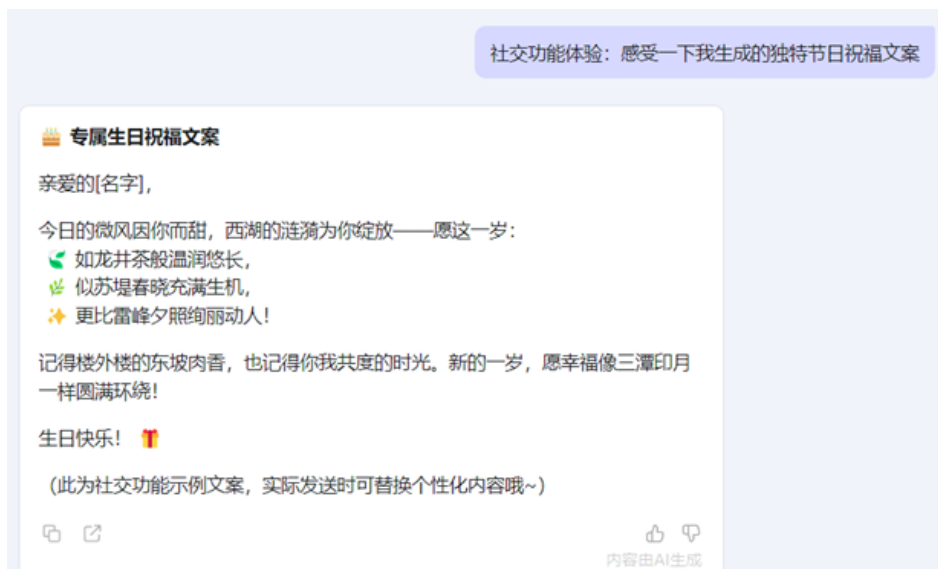 社交功能体验：感受一下我生成的独特节日祝福文案
🎂 专属生日祝福文案
亲爱的[名字]，
今日的微风因你而甜，西湖的涟漪为你绽放——愿这一岁：
🍃 如龙井茶般温润悠长，
🌿 似苏堤春晓充满生机，
✨ 更比雷峰夕照绚丽动人！
记得楼外楼的东坡肉香，也记得你我共度的时光。新的一岁，愿幸福像三潭印月
一样圆满环绕！
生日快乐！ 🎁
（此为社交功能示例文案，实际发送时可替换个性化内容哦~）
内容由AI生成